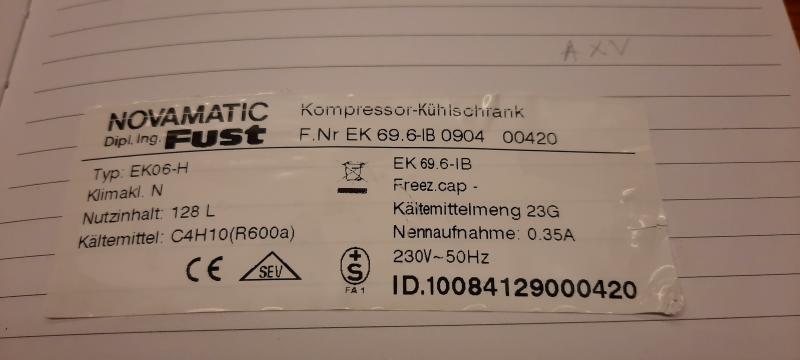 A X V
NOVAMATIC
Dipl. Ing. FUST
Kompressor-Kühlschrank
F.Nr EK 69.6-IB 0904 00420
Typ: EK06-H
Klimakl. N
Nutzinhalt: 128 L
Kältemittel: C4H10(R600a)
EK 69.6-IB
Freez.cap -
Kältemittelmeng 23G
Nennaufnahme: 0.35A
230V~50Hz
CE
SEV
+S
FA 1
ID.10084129000420